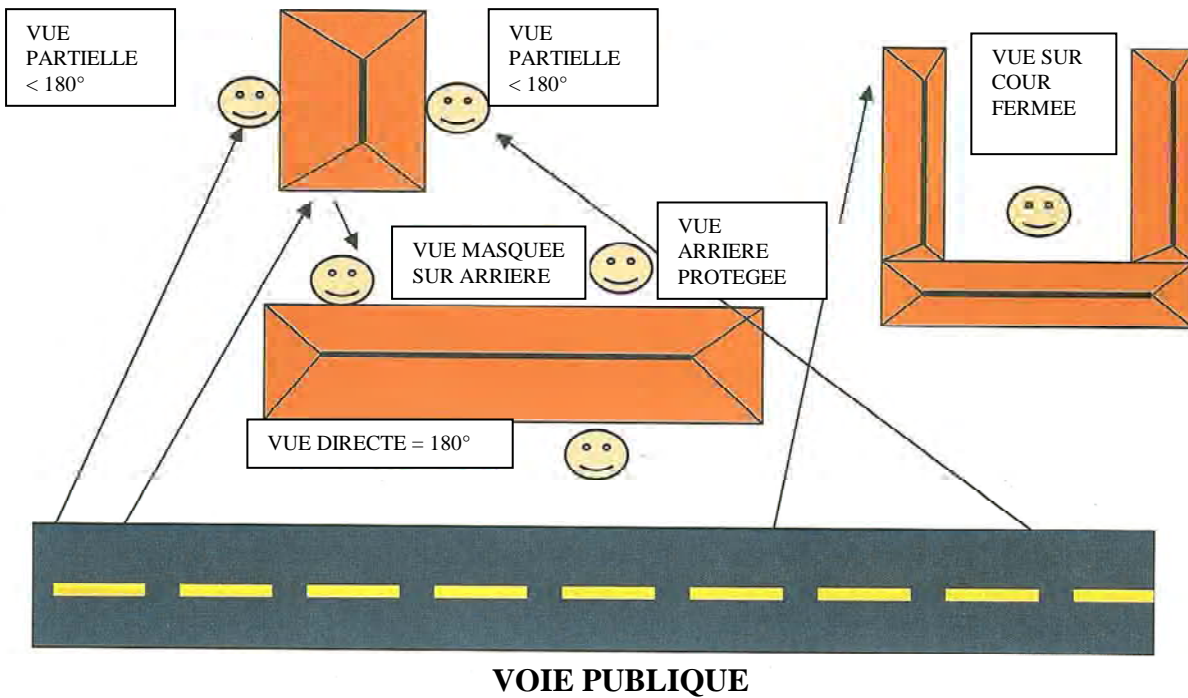 VUE
PARTIELLE
< 180°
VUE
PARTIELLE
< 180°
VUE SUR
COUR
FERMEE
VUE MASQUEE
SUR ARRIERE
VUE
ARRIERE
PROTEGEE
VUE DIRECTE = 180°
VOIE PUBLIQUE